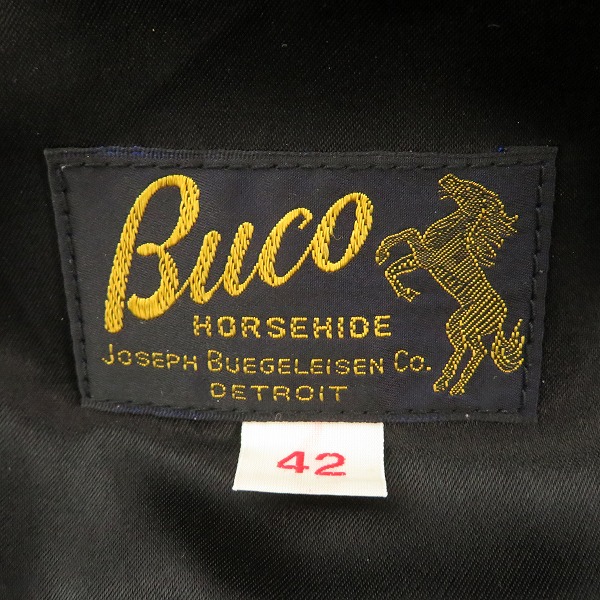 Buco
HORSEHIDE
JOSEPH BUEGELEISEN CO.
DETROIT
42